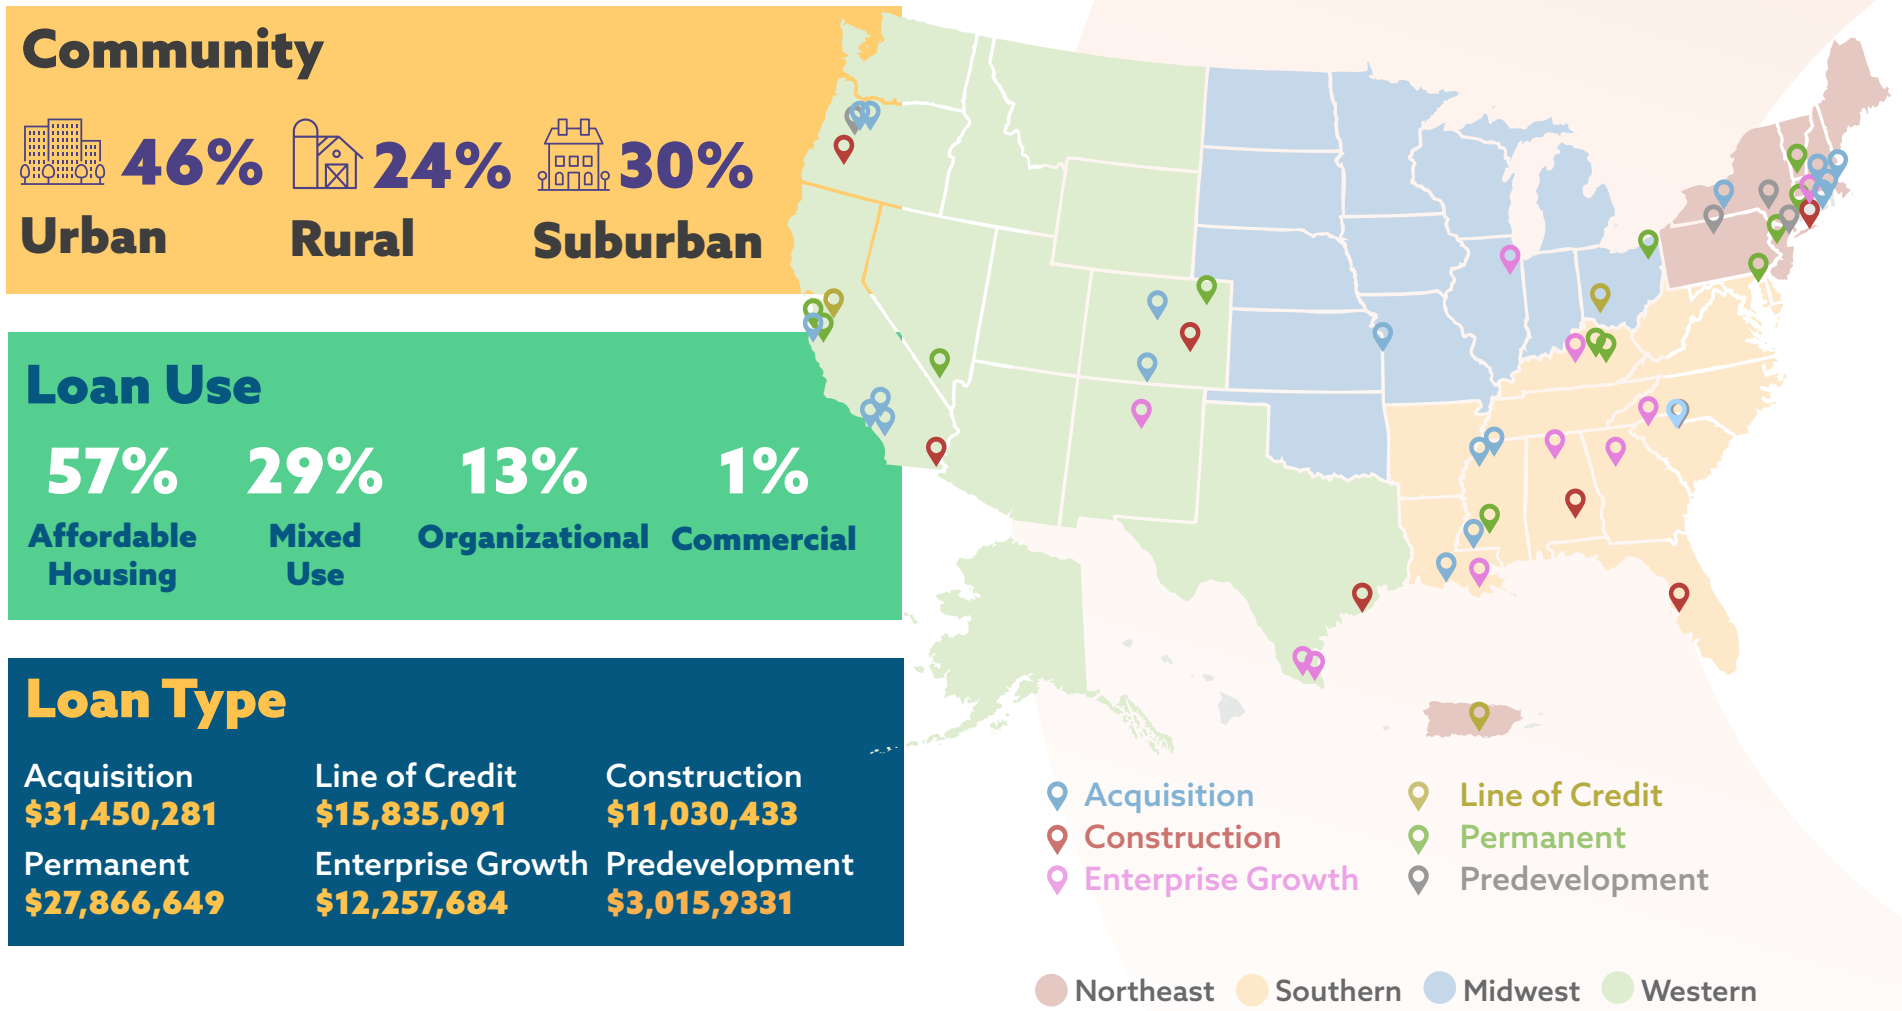 Community
46%
24%
30%
Urban
Rural
Suburban
Loan Use
57%
29%
13%
1%
Affordable
Housing
Mixed
Use
Organizational
Commercial
Loan Type
Acquisition
$31,450,281
Line of Credit
$15,835,091
Construction
$11,030,433
Permanent
$27,866,649
Enterprise Growth
$12,257,684
Predevelopment
$3,015,9331
Acquisition
Construction
Enterprise Growth
Line of Credit
Permanent
Predevelopment
Northeast
Southern
Midwest
Western